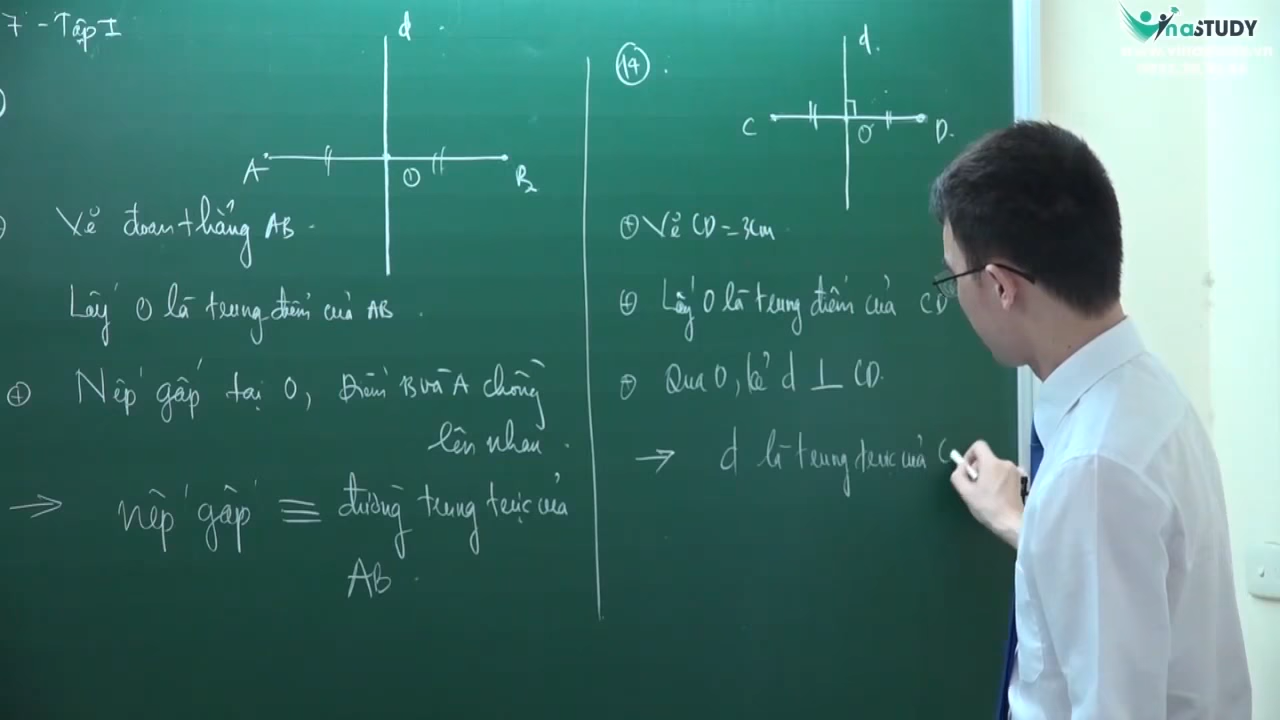 7 - Tập I
d
A
O
B
Vẽ đoạn thẳng AB.
Lấy O là trung điểm của AB.
+ Nếp gấp tại O, điểm B và A chồng
lên nhau.
→ nếp gấp ≡ đường trung trực của
AB.
14 :
d.
C
O
D.
+ Vẽ CD = 3cm
+ Lấy O là trung điểm của CD
+ Qua O, kẻ d ⊥ CD.
→ d là trung trực của C
VinaSTUDY